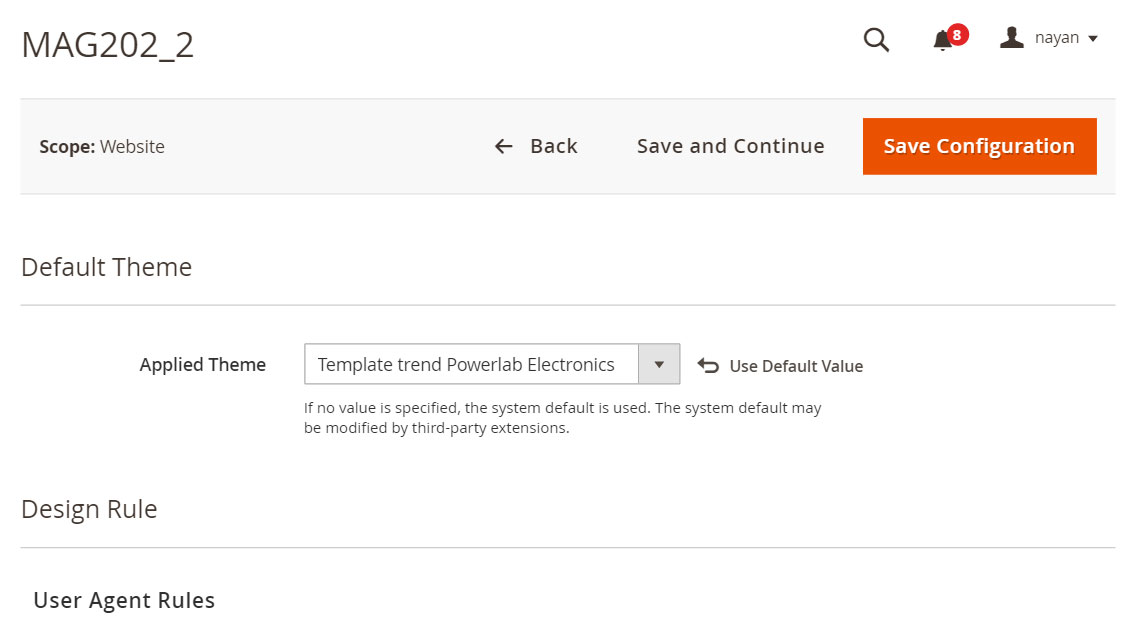 MAG202_2
8
nayan
Scope: Website
Back
Save and Continue
Save Configuration
Default Theme
Applied Theme
Template trend Powerlab Electronics
Use Default Value
If no value is specified, the system default is used. The system default may
be modified by third-party extensions.
Design Rule
User Agent Rules